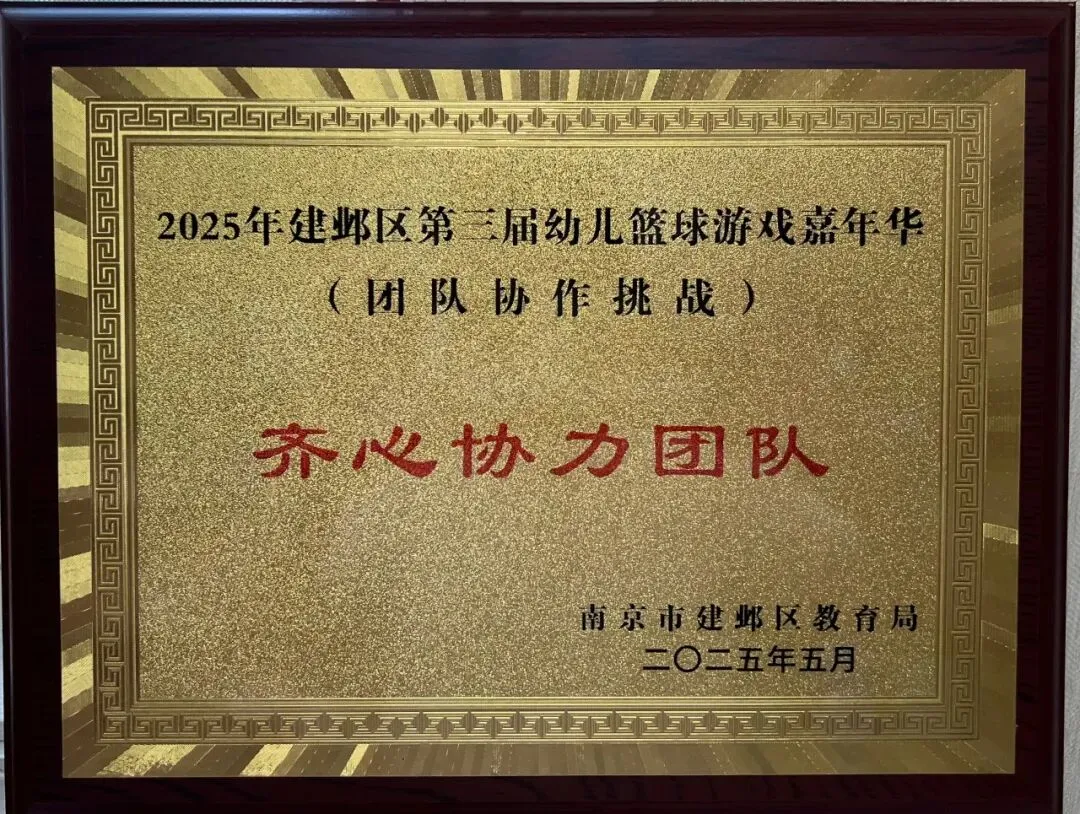 2025年建邺区第三届幼儿篮球游戏嘉年华
（团队协作挑战）
齐心协力团队
南京市建邺区教育局
二〇二五年五月